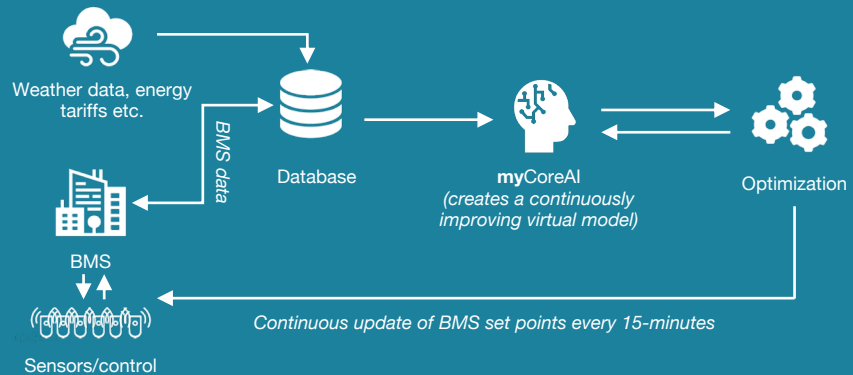 Weather data, energy
tariffs etc.
BMS data
Database
myCoreAI
(creates a continuously
improving virtual model)
Optimization
BMS
Continuous update of BMS set points every 15-minutes
Sensors/control